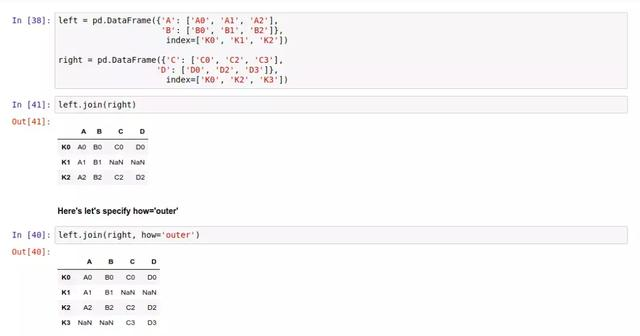 In [38]: left = pd.DataFrame({'A': ['A0', 'A1', 'A2'],
'B': ['B0', 'B1', 'B2']},
index=['K0', 'K1', 'K2'])
right = pd.DataFrame({'C': ['C0', 'C2', 'C3'],
'D': ['D0', 'D2', 'D3']},
index=['K0', 'K2', 'K3'])
In [41]: left.join(right)
Out[41]:
A B C D
K0 A0 B0 C0 D0
K1 A1 B1 NaN NaN
K2 A2 B2 C2 D2
Here's let's specify how='outer'
In [40]: left.join(right, how='outer')
Out[40]:
A B C D
K0 A0 B0 C0 D0
K1 A1 B1 NaN NaN
K2 A2 B2 C2 D2
K3 NaN NaN C3 D3